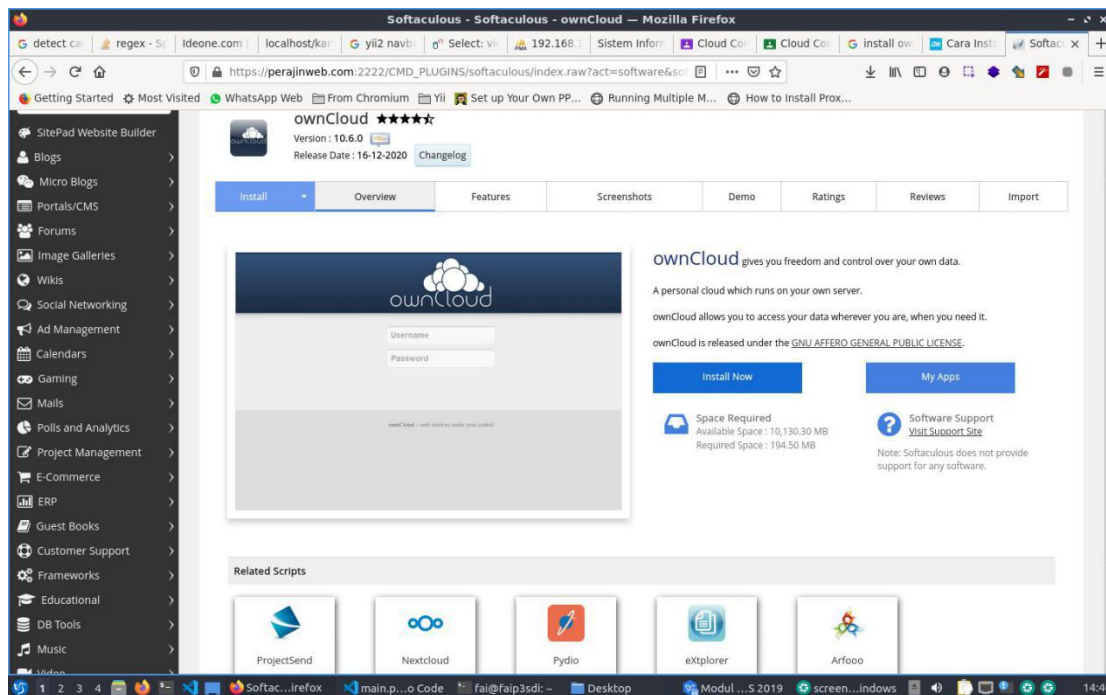 Softaculous - Softaculous - ownCloud — Mozilla Firefox
detect ca
regex - S
Ideone.com
localhost/kar
yii2 navb
Select: vi
192.168.
Sistem Inform
Cloud Co
Cloud Co
install ow
Cara Inst
Softac
https://perajinweb.com:2222/CMD_PLUGINS/softaculous/index.raw?act=software&so
Getting Started
Most Visited
WhatsApp Web
From Chromium
Yii
Set up Your Own PP...
Running Multiple M...
How to Install Prox...
SitePad Website Builder
Blogs
Micro Blogs
Portals/CMS
Forums
Image Galleries
Wikis
Social Networking
Ad Management
Calendars
Gaming
Mails
Polls and Analytics
Project Management
E-Commerce
ERP
Guest Books
Customer Support
Frameworks
Educational
DB Tools
Music
Video
ownCloud
ownCloud
Version : 10.6.0
Release Date : 16-12-2020 Changelog
Install
Overview
Features
Screenshots
Demo
Ratings
Reviews
Import
ownCloud
Username
Password
ownCloud – web services under your control
ownCloud gives you freedom and control over your own data.
A personal cloud which runs on your own server.
ownCloud allows you to access your data wherever you are, when you need it.
ownCloud is released under the GNU AFFERO GENERAL PUBLIC LICENSE.
Install Now
My Apps
Space Required
Available Space : 10,130.30 MB
Required Space : 194.50 MB
Software Support
Visit Support Site
Note: Softaculous does not
provide support for any software.
Related Scripts
ProjectSend
Nextcloud
Pydio
eXtplorer
Arfooo
1 2 3 4
Softac...irefox
main.p...o Code
fai@faip3sdi: ~
Desktop
Modul ...S 2019
screen...indows
14:4